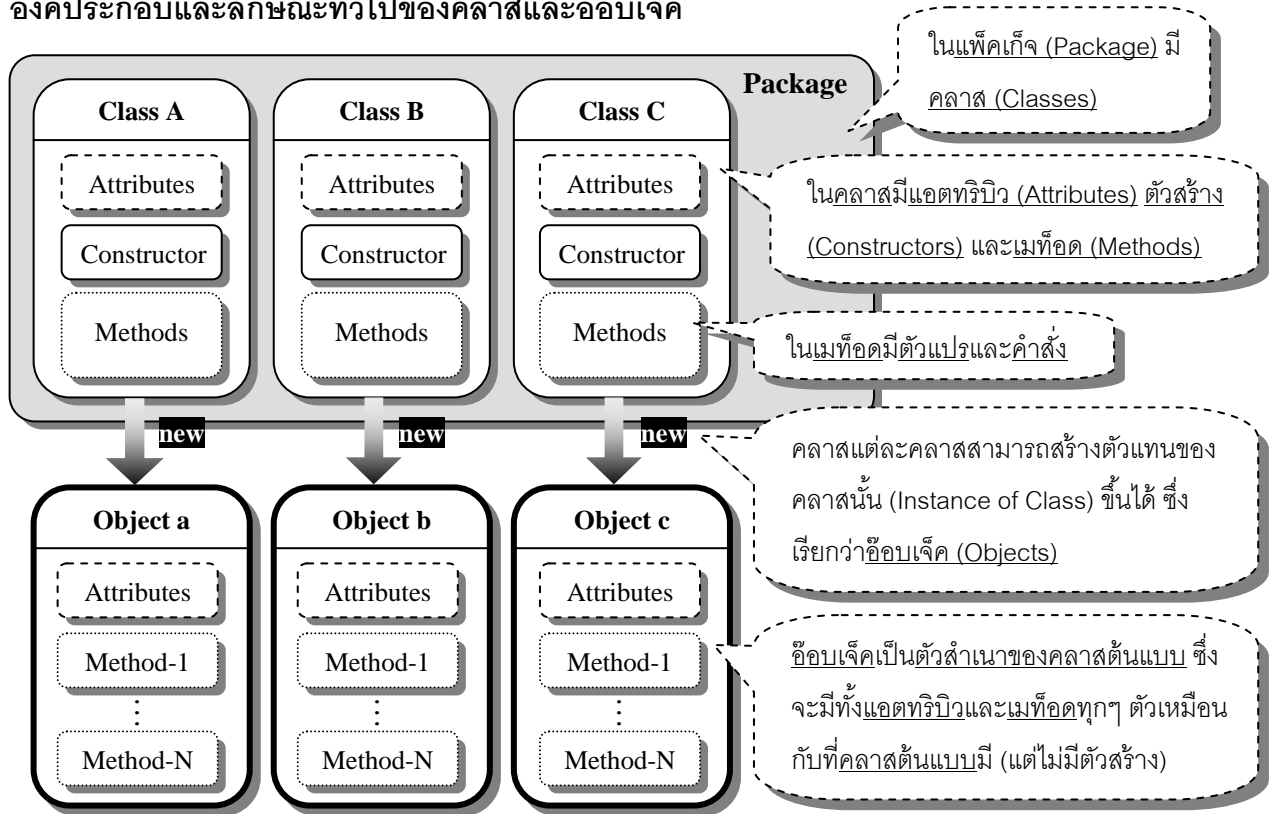 องค์ประกอบและลักษณะทั่วไปของคลาสและอ๊อบเจ็ค
Package
Class A
Attributes
Constructor
Methods
Class B
Attributes
Constructor
Methods
Class C
Attributes
Constructor
Methods
ในแพ็คเก็จ (Package) มี
คลาส (Classes)
ในคลาสมีแอตทริบิว (Attributes) ตัวสร้าง
(Constructors) และเมท็อด (Methods)
ในเมท็อดมีตัวแปรและคำสั่ง
new
new
new
คลาสแต่ละคลาสสามารถสร้างตัวแทนของ
คลาสนั้น (Instance of Class) ขึ้นได้ ซึ่ง
เรียกว่าอ๊อบเจ็ค (Objects)
Object a
Attributes
Method-1
Method-N
Object b
Attributes
Method-1
Method-N
Object c
Attributes
Method-1
Method-N
อ๊อบเจ็คเป็นตัวสำเนาของคลาสต้นแบบ ซึ่ง
จะมีทั้งแอตทริบิวและเมท็อดทุกๆ ตัวเหมือน
กับที่คลาสต้นแบบมี (แต่ไม่มีตัวสร้าง)